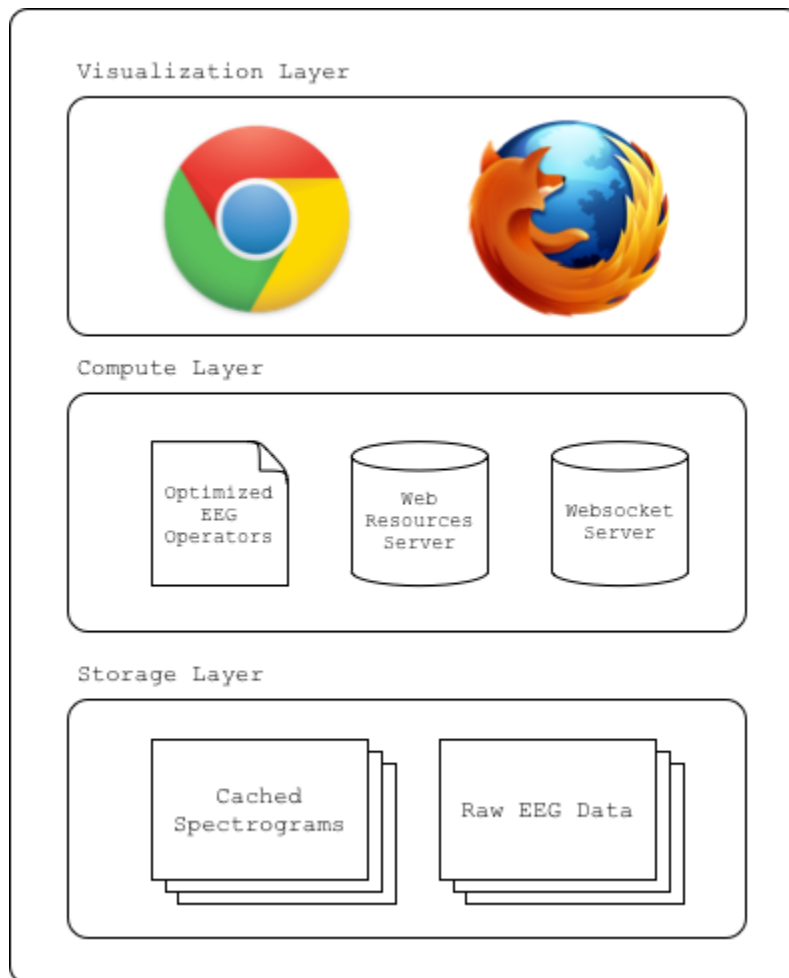 Visualization Layer
Compute Layer
Optimized
EEG
Operators
Web
Resources
Server
Websocket
Server
Storage Layer
Cached
Spectrograms
Raw EEG Data